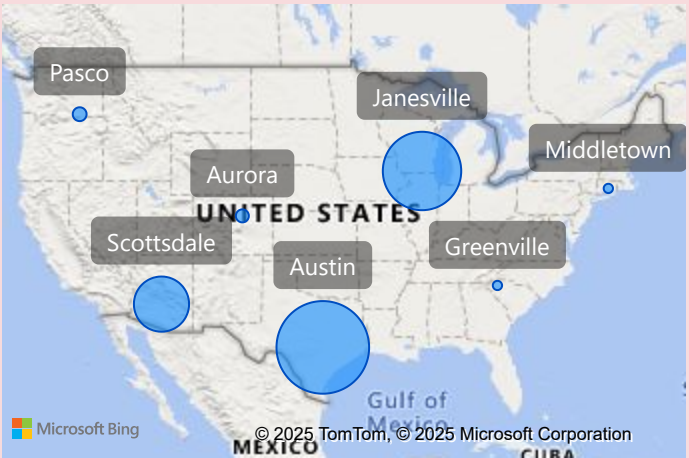 Pasco
Janesville
Middletown
Aurora
UNITED STATES
Scottsdale
Greenville
Austin
Gulf of
Mexico
Microsoft Bing
© 2025 TomTom, © 2025 Microsoft Corporation
MEXICO
CUBA